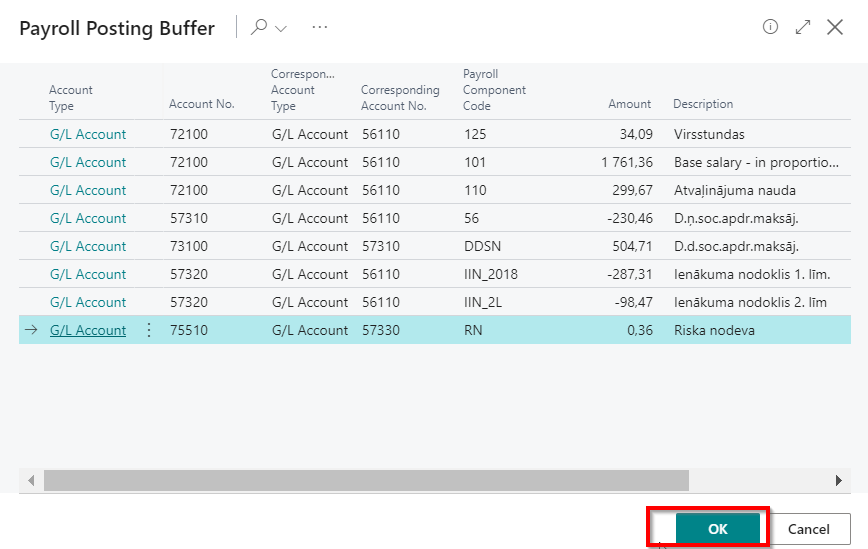 Payroll Posting Buffer
Account Type Account No. Correspon... Account Type Corresponding Account No. Payroll Component Code Amount Description
G/L Account 72100 G/L Account 56110 125 34,09 Virsstundas
G/L Account 72100 G/L Account 56110 101 1 761,36 Base salary - in proportio...
G/L Account 72100 G/L Account 56110 110 299,67 Atvaļinājuma nauda
G/L Account 57310 G/L Account 56110 56 -230,46 D.ņ.soc.apdr.maksāj.
G/L Account 73100 G/L Account 57310 DDSN 504,71 D.d.soc.apdr.maksāj.
G/L Account 57320 G/L Account 56110 IIN_2018 -287,31 Ienākuma nodoklis 1. līm.
G/L Account 57320 G/L Account 56110 IIN_2L -98,47 Ienākuma nodoklis 2. līm
G/L Account 75510 G/L Account 57330 RN 0,36 Riska nodeva
OK Cancel